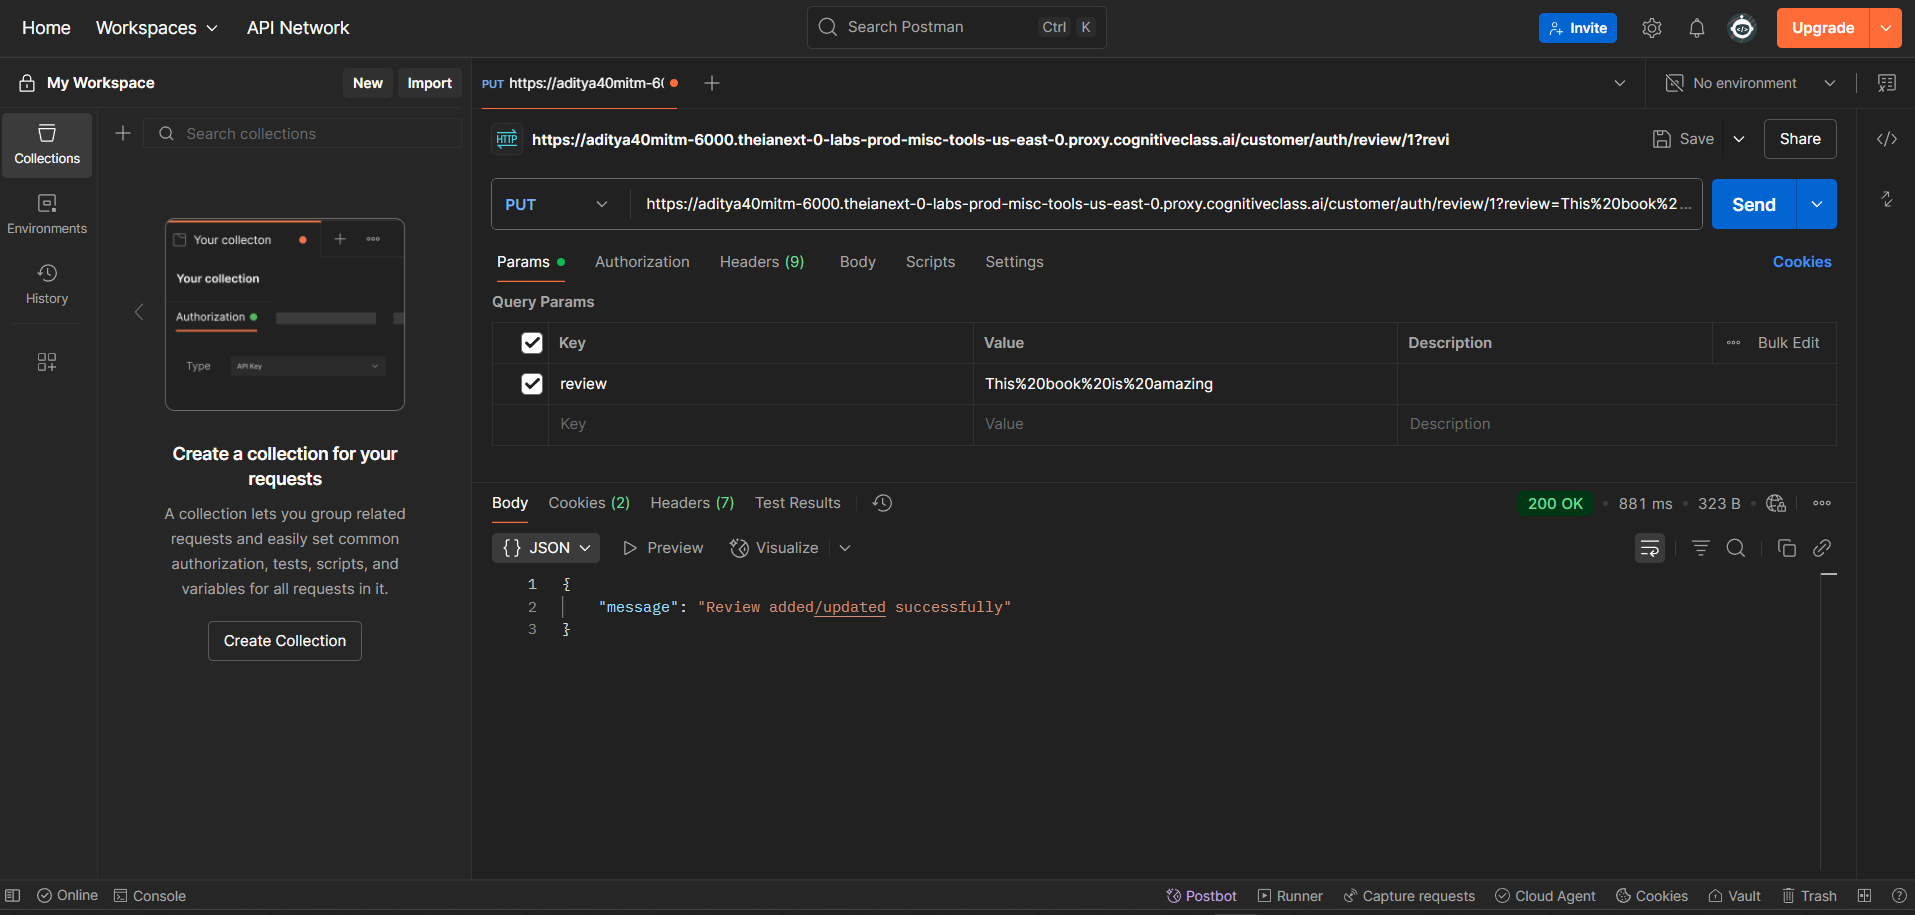 Home Workspaces API Network Search Postman Ctrl K Invite Upgrade
My Workspace New Import PUT https://aditya40mitm-6( No environment
Collections
Environments
History
Search collections
Your collecton
Your collection
Authorization
Type API Key
Create a collection for your
requests
A collection lets you group related
requests and easily set common
authorization, tests, scripts, and
variables for all requests in it.
Create Collection
HTTP https://aditya40mitm-6000.theianext-0-labs-prod-misc-tools-us-east-0.proxy.cognitiveclass.ai/customer/auth/review/1?revi Save Share
PUT https://aditya40mitm-6000.theianext-0-labs-prod-misc-tools-us-east-0.proxy.cognitiveclass.ai/customer/auth/review/1?review=This%20book%2... Send
Params Authorization Headers (9) Body Scripts Settings Cookies
Query Params
Key Value Description Bulk Edit
review This%20book%20is%20amazing
Key Value Description
Body Cookies (2) Headers (7) Test Results 200 OK 881 ms 323 B
{} JSON Preview Visualize
1 {
2 "message": "Review added/updated successfully"
3 }
Online Console Postbot Runner Capture requests Cloud Agent Cookies Vault Trash